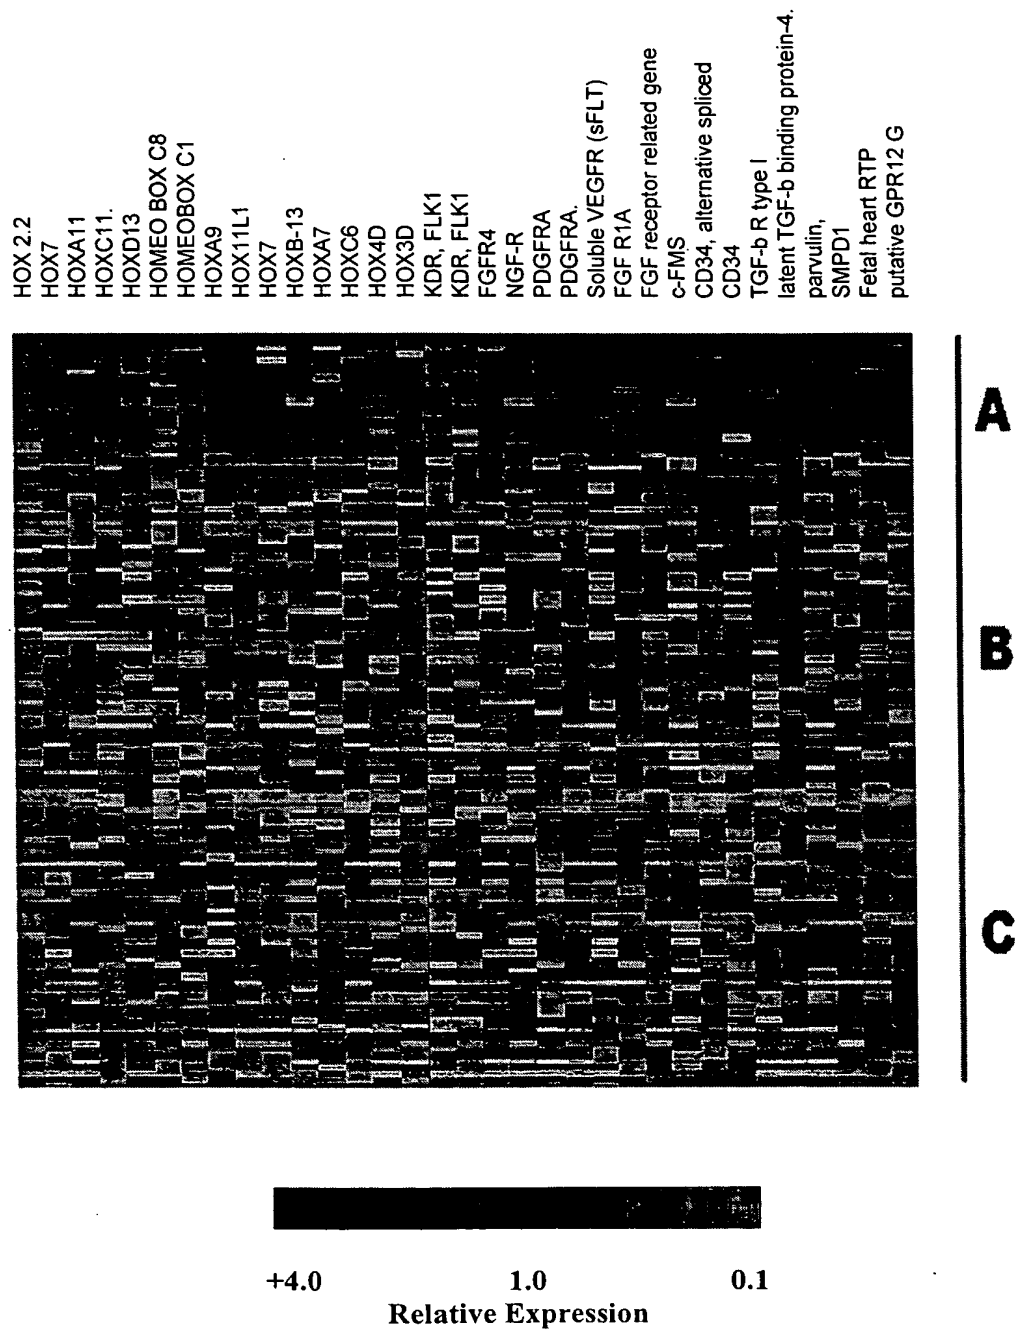 HOX 2.2
HOX7
HOXA11
HOXC11.
HOXD13
HOMEO BOX C8
HOMEOBOX C1
HOXA9
HOX11L1
HOX7
HOXB-13
HOXA7
HOXC6
HOX4D
HOX3D
KDR, FLK1
KDR, FLK1
FGFR4
NGF-R
PDGFRA
PDGFRA.
Soluble VEGFR (sFLT)
FGF R1A
FGF receptor related gene
c-FMS
CD34, alternative spliced
CD34
TGF-b R type I
latent TGF-b binding protein-4.
parvulin,
SMPD1
Fetal heart RTP
putative GPR12 G
A
B
C
+4.0 1.0 0.1
Relative Expression